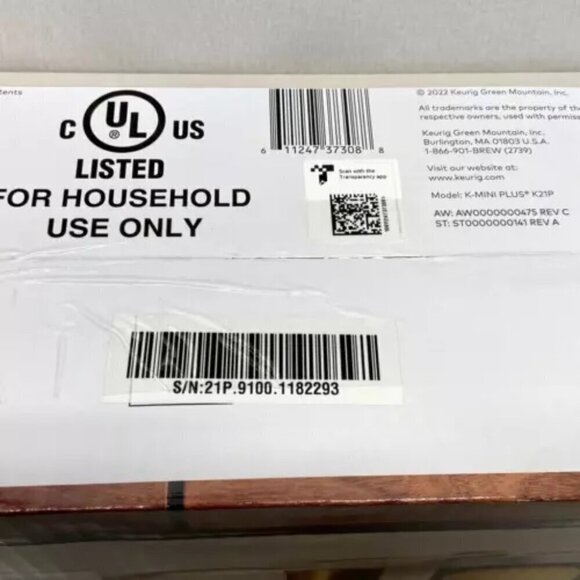 © 2022 Keurig Green Mountain, Inc.
All trademarks are the property of the
respective owners, used with
Keurig Green Mountain, Inc.
Burlington, MA 01803 U.S.A.
1-866-901-BREW (2739)
Visit our website at:
www.keurig.com
Model: K-MINI PLUS® K21P
AW: AW0000000475 REV C
ST: ST0000000141 REV A
C UL® US
LISTED
FOR HOUSEHOLD
USE ONLY
6 11247 37308 8
Scan with the
Transparency app
S/N:21P.9100.1182293